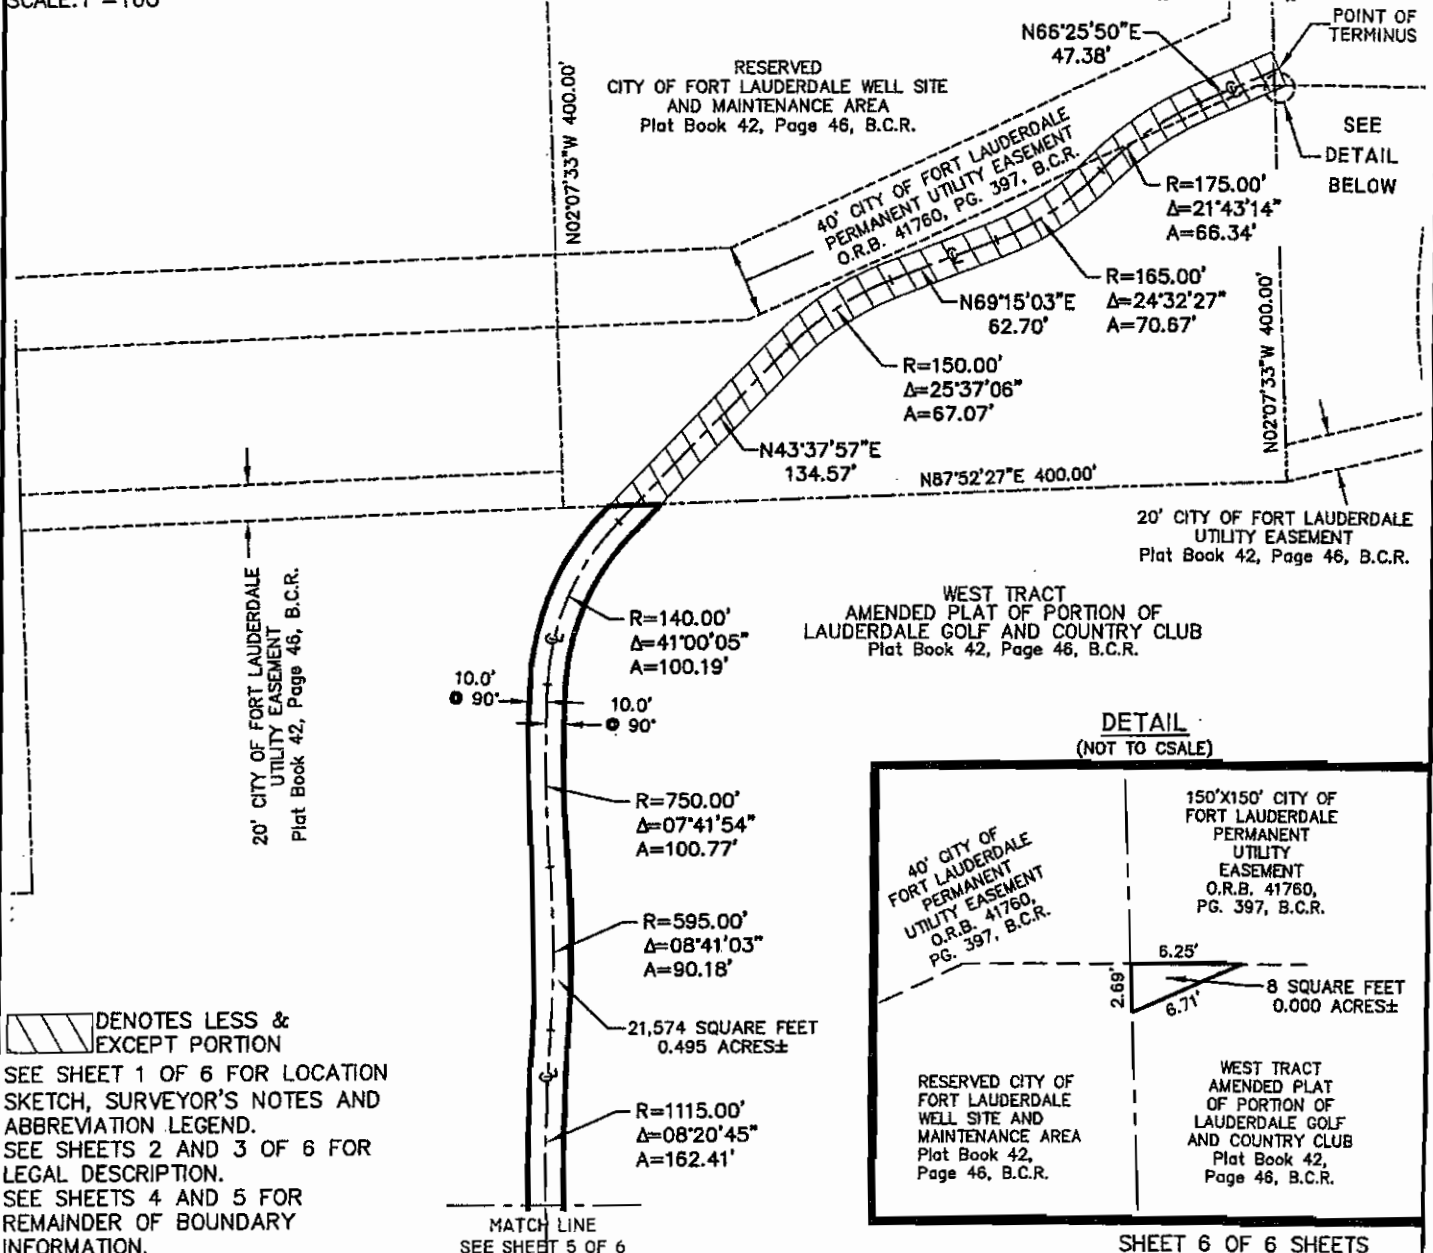 SCALE:1"=100'
N66°25'50"E
47.38'
POINT OF
TERMINUS
RESERVED
CITY OF FORT LAUDERDALE WELL SITE
AND MAINTENANCE AREA
Plat Book 42, Page 46, B.C.R.
N02°07'33"W 400.00'
40' CITY OF FORT LAUDERDALE
PERMANENT UTILITY EASEMENT
O.R.B. 41760, PG. 397, B.C.R.
SEE
DETAIL
BELOW
R=175.00'
Δ=21°43'14"
A=66.34'
R=165.00'
Δ=24°32'27"
A=70.67'
N69°15'03"E
62.70'
N02°07'33"W 400.00'
R=150.00'
Δ=25°37'06"
A=67.07'
N43°37'57"E
134.57'
N87°52'27"E 400.00'
20' CITY OF FORT LAUDERDALE
UTILITY EASEMENT
Plat Book 42, Page 46, B.C.R.
20' CITY OF FORT LAUDERDALE
UTILITY EASEMENT
Plat Book 42, Page 46, B.C.R.
WEST TRACT
AMENDED PLAT OF PORTION OF
LAUDERDALE GOLF AND COUNTRY CLUB
Plat Book 42, Page 46, B.C.R.
R=140.00'
Δ=41°00'05"
A=100.19'
10.0'
@ 90°
10.0'
@ 90°
R=750.00'
Δ=07°41'54"
A=100.77'
R=595.00'
Δ=08°41'03"
A=90.18'
21,574 SQUARE FEET
0.495 ACRES±
R=1115.00'
Δ=08°20'45"
A=162.41'
MATCH LINE
SEE SHEET 5 OF 6
DETAIL
(NOT TO CSALE)
40' CITY OF
FORT LAUDERDALE
PERMANENT
UTILITY EASEMENT
O.R.B. 41760,
PG. 397, B.C.R.
150'X150' CITY OF
FORT LAUDERDALE
PERMANENT
UTILITY
EASEMENT
O.R.B. 41760,
PG. 397, B.C.R.
6.25'
2.69'
6.71'
8 SQUARE FEET
0.000 ACRES±
RESERVED CITY OF
FORT LAUDERDALE
WELL SITE AND
MAINTENANCE AREA
Plat Book 42,
Page 46, B.C.R.
WEST TRACT
AMENDED PLAT
OF PORTION OF
LAUDERDALE GOLF
AND COUNTRY CLUB
Plat Book 42,
Page 46, B.C.R.
DENOTES LESS &
EXCEPT PORTION
SEE SHEET 1 OF 6 FOR LOCATION
SKETCH, SURVEYOR'S NOTES AND
ABBREVIATION LEGEND.
SEE SHEETS 2 AND 3 OF 6 FOR
LEGAL DESCRIPTION.
SEE SHEETS 4 AND 5 FOR
REMAINDER OF BOUNDARY
INFORMATION.
SHEET 6 OF 6 SHEETS